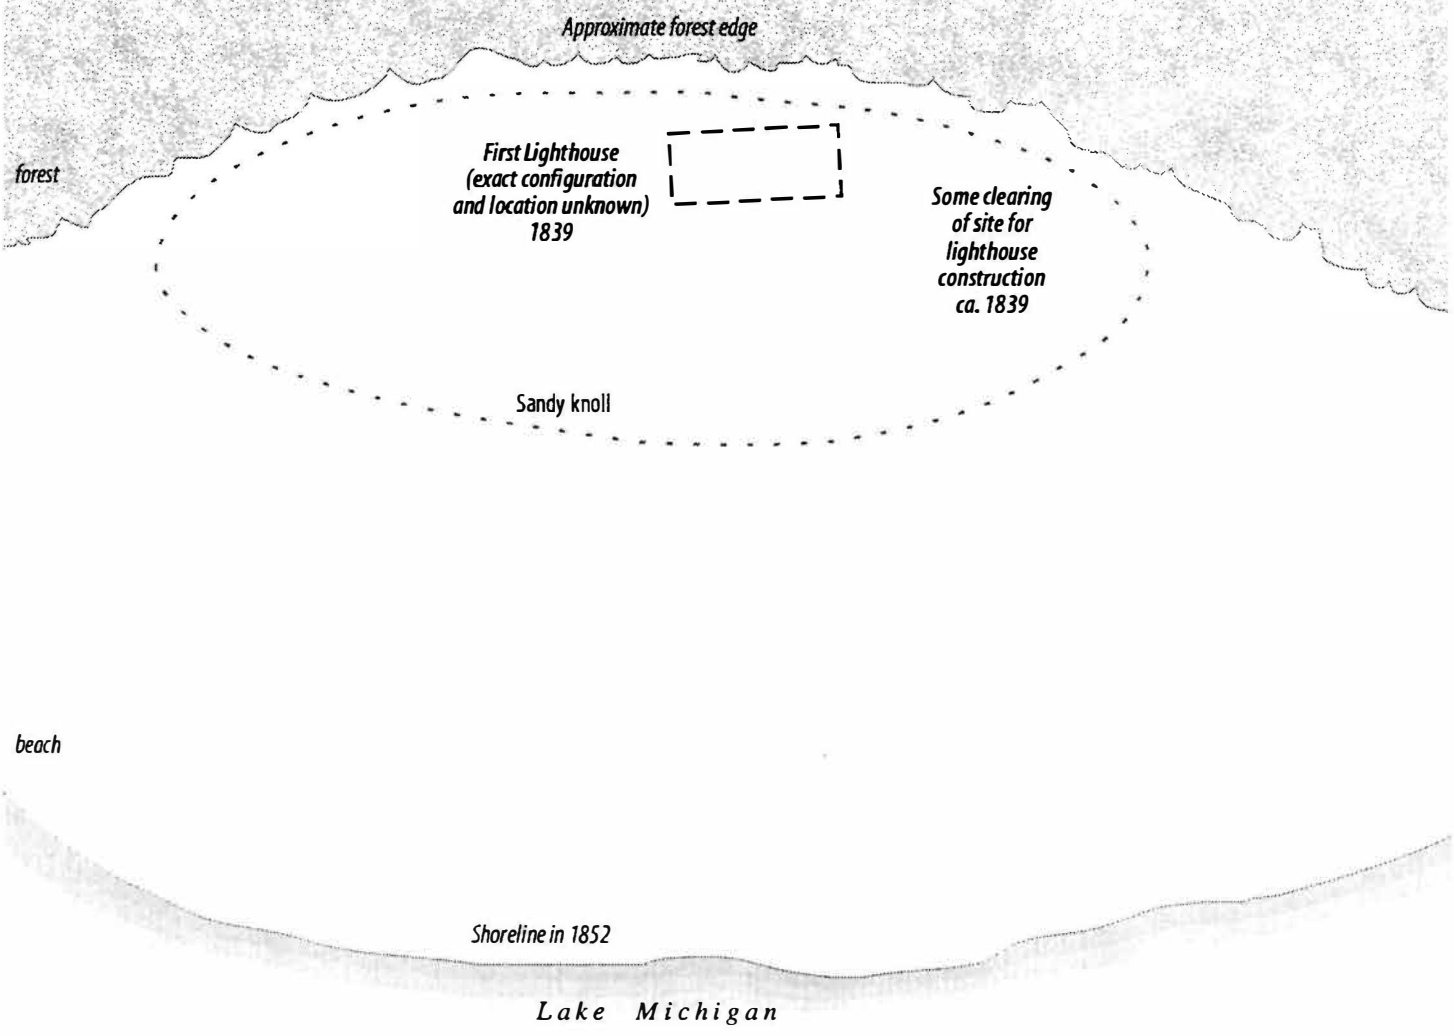 Approximate forest edge
forest
First Lighthouse
(exact configuration
and location unknown)
1839
Some clearing
of site for
lighthouse
construction
ca. 1839
Sandy knoll
beach
Shoreline in 1852
Lake Michigan